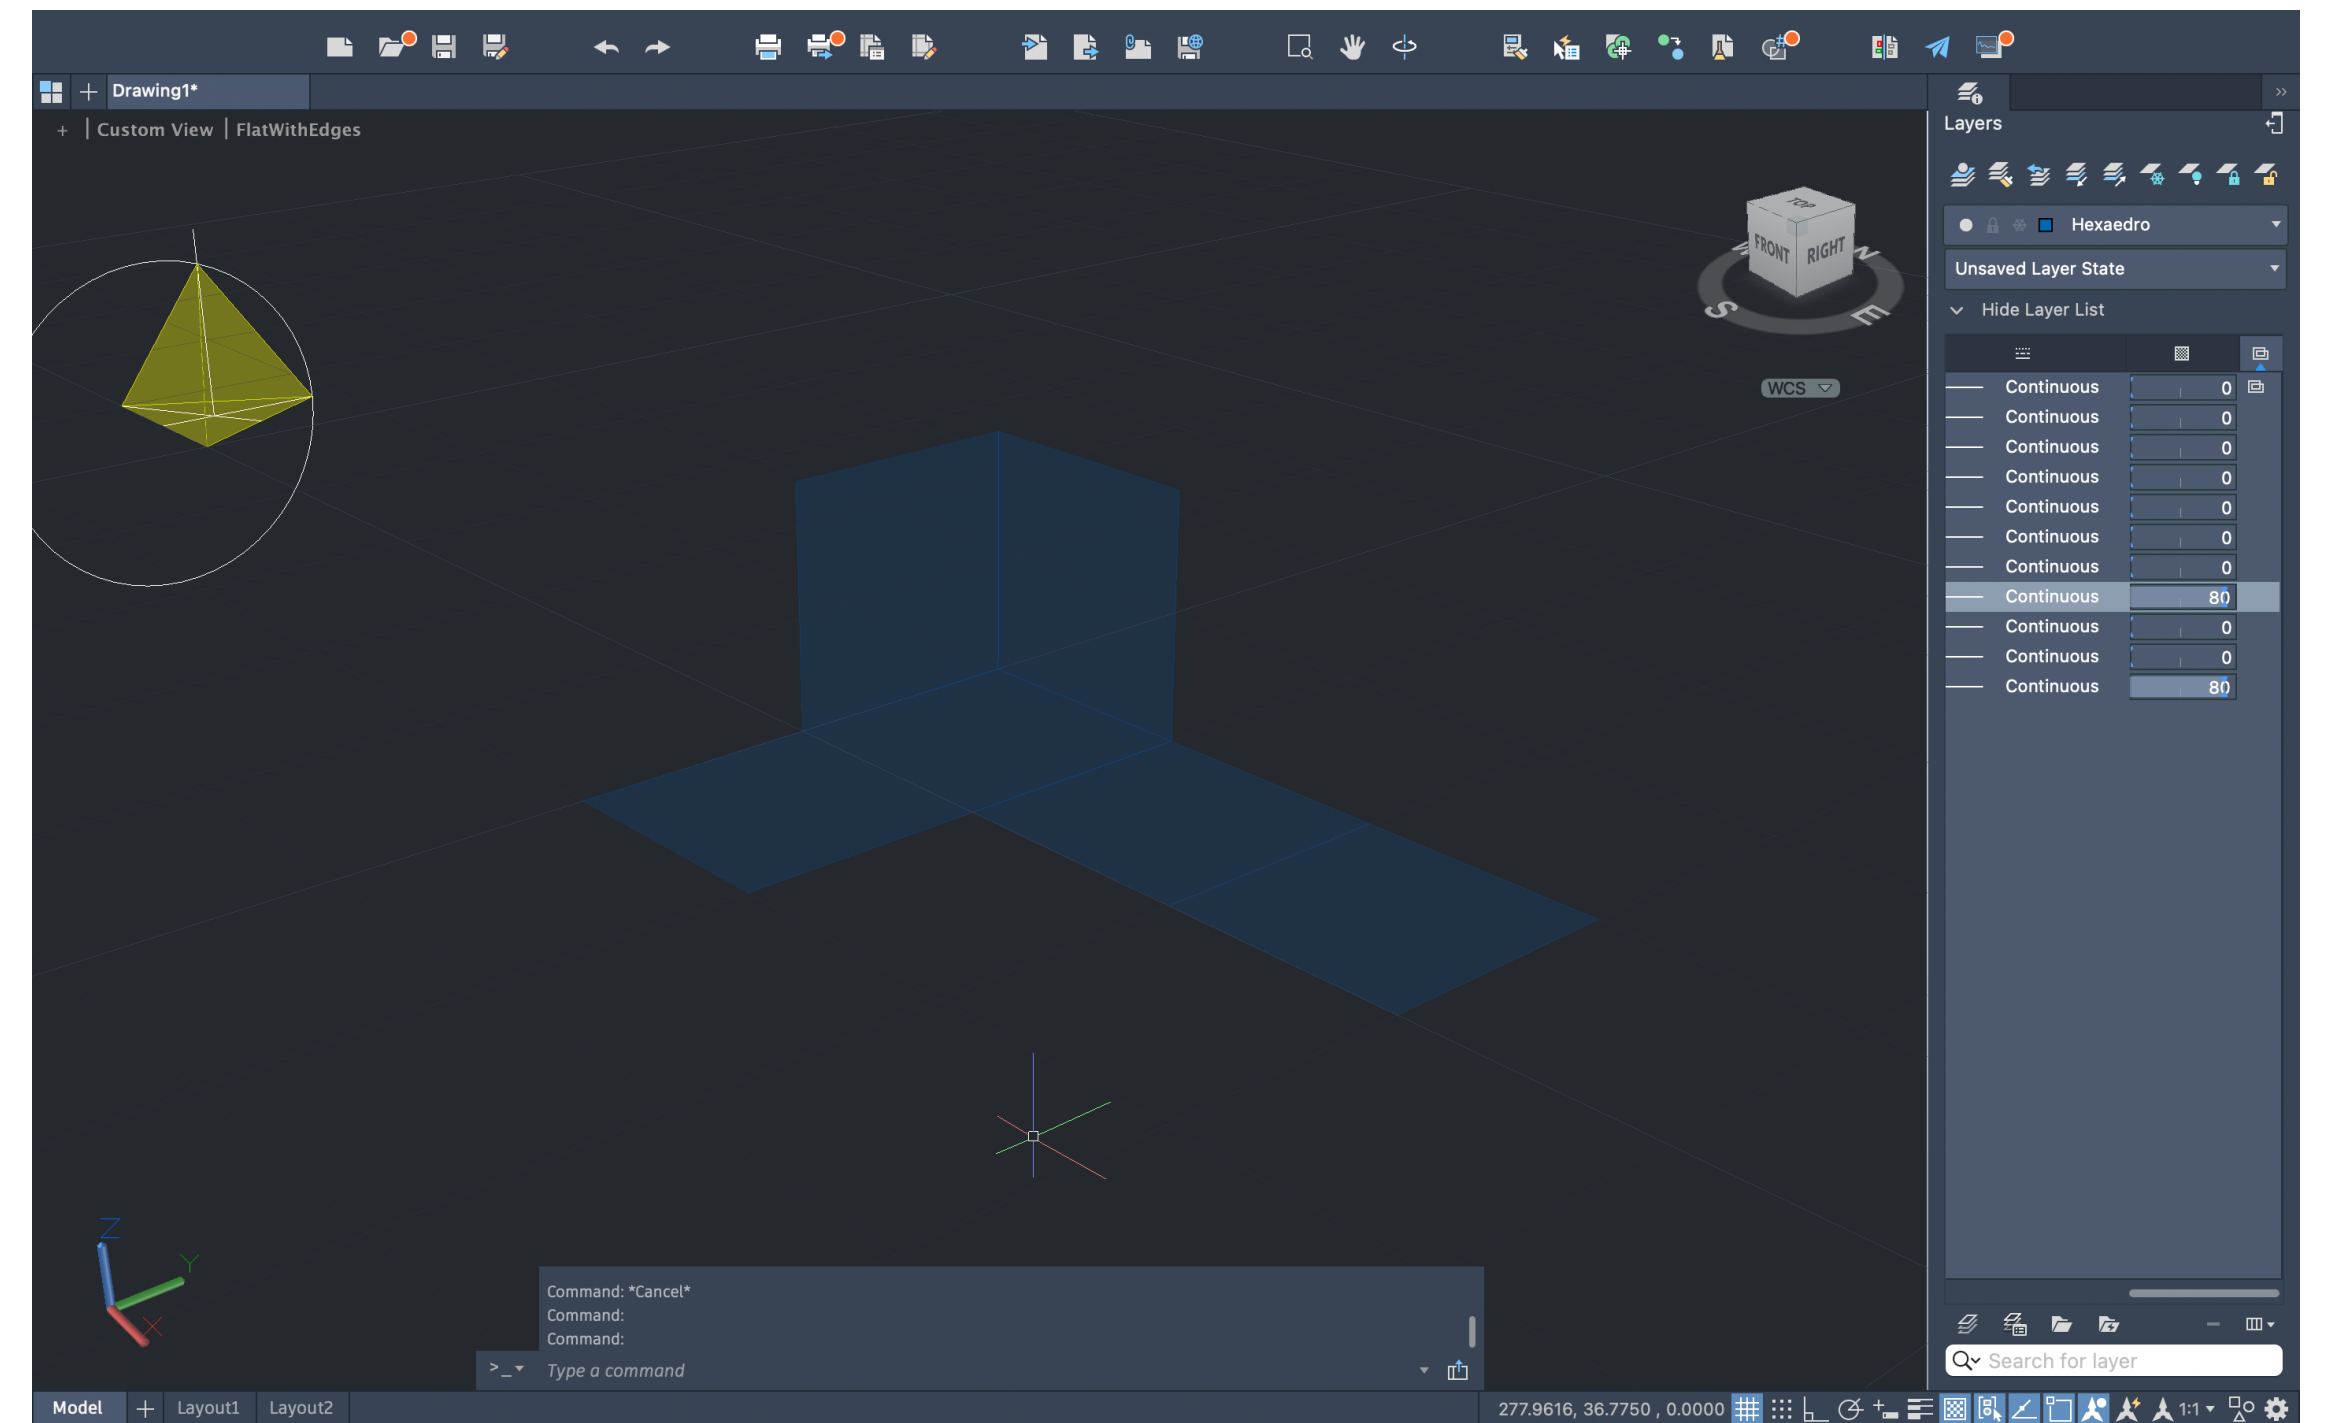 Drawing1*
+ | Custom View | FlatWithEdges
TOP
FRONT
RIGHT
S
E
N
WCS
Layers
Hexaedro
Unsaved Layer State
Hide Layer List
Continuous 0
Continuous 0
Continuous 0
Continuous 0
Continuous 0
Continuous 0
Continuous 0
Continuous 80
Continuous 0
Continuous 0
Continuous 80
Z
Y
X
Command: *Cancel*
Command:
Command:
>_ Type a command
Search for layer
Model + Layout1 Layout2
277.9616, 36.7750 , 0.0000
1:1